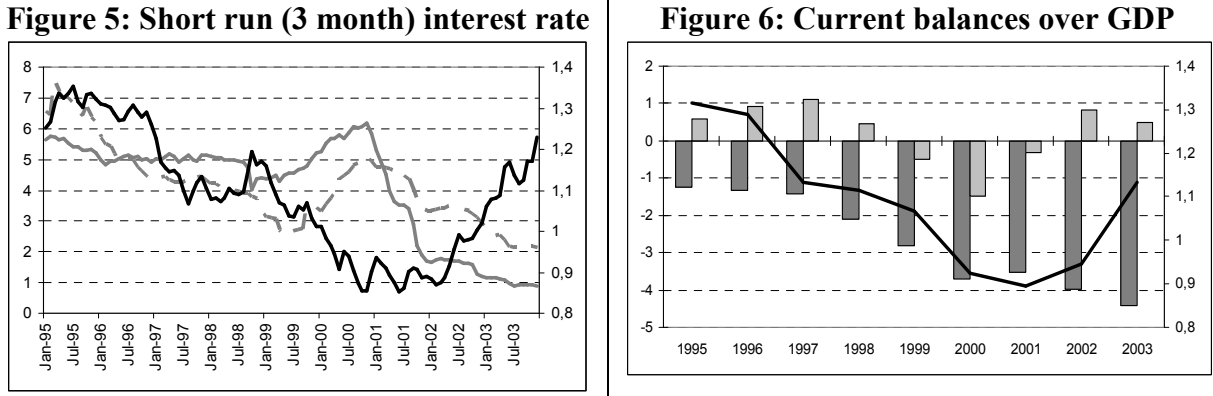 Figure 5: Short run (3 month) interest rate
8
7
6
5
4
3
2
1
0
1,4
1,3
1,2
1,1
1
0,9
0,8
Jan-95
Jul-95
Jan-96
Jul-96
Jan-97
Jul-97
Jan-98
Jul-98
Jan-99
Jul-99
Jan-00
Jul-00
Jan-01
Jul-01
Jan-02
Jul-02
Jan-03
Jul-03
Figure 6: Current balances over GDP
2
1
0
-1
-2
-3
-4
-5
1,4
1,3
1,2
1,1
1
0,9
0,8
1995 1996 1997 1998 1999 2000 2001 2002 2003